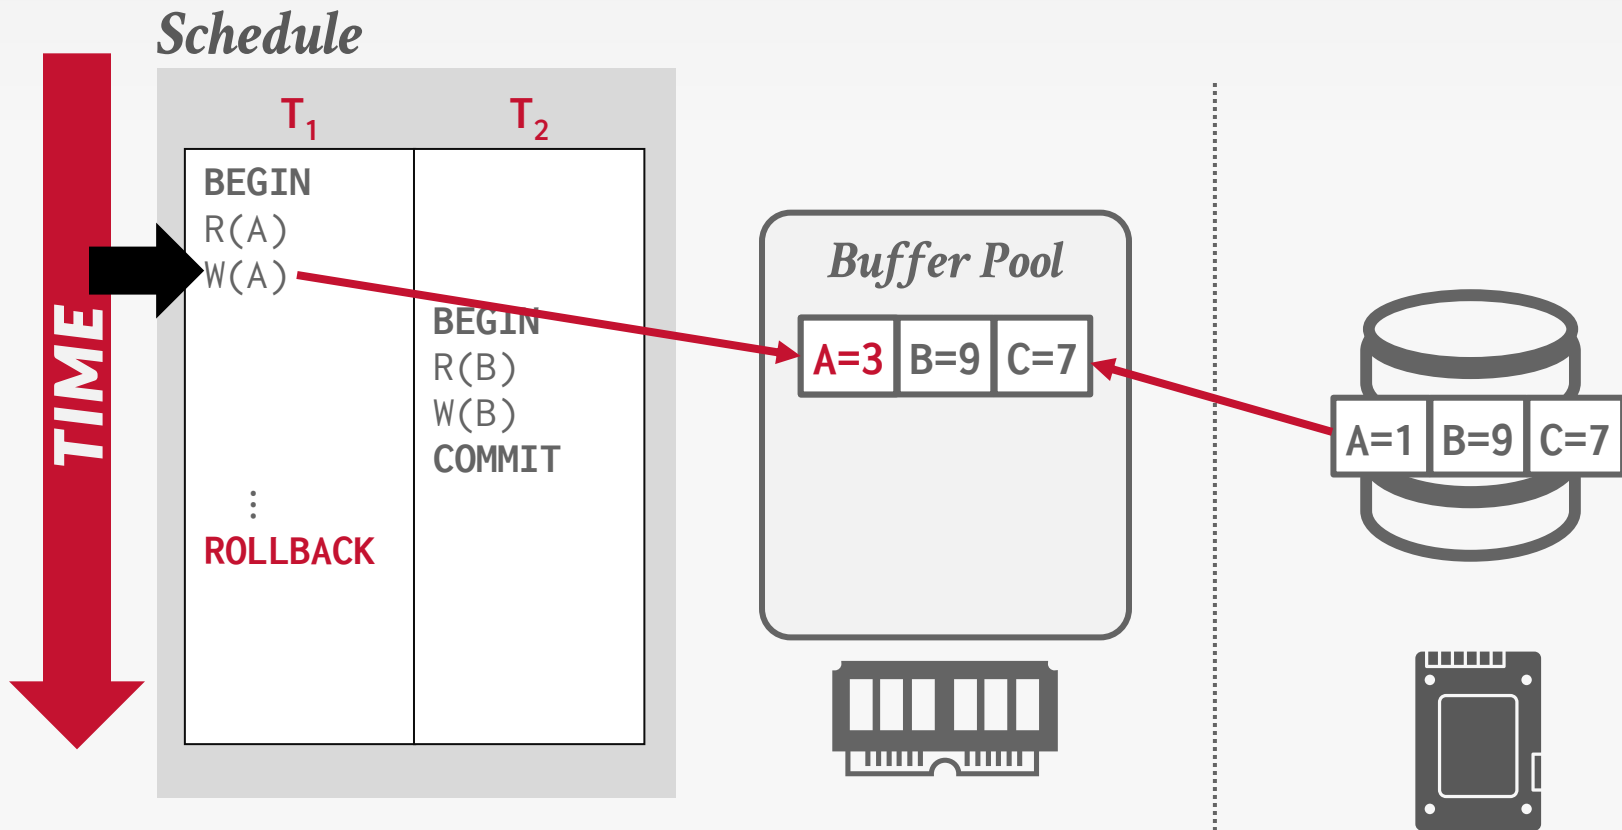 Schedule
TIME
T₁
T₂
BEGIN
R(A)
W(A)
BEGIN
R(B)
W(B)
COMMIT
⋮
ROLLBACK
Buffer Pool
A=3 B=9 C=7
A=1 B=9 C=7